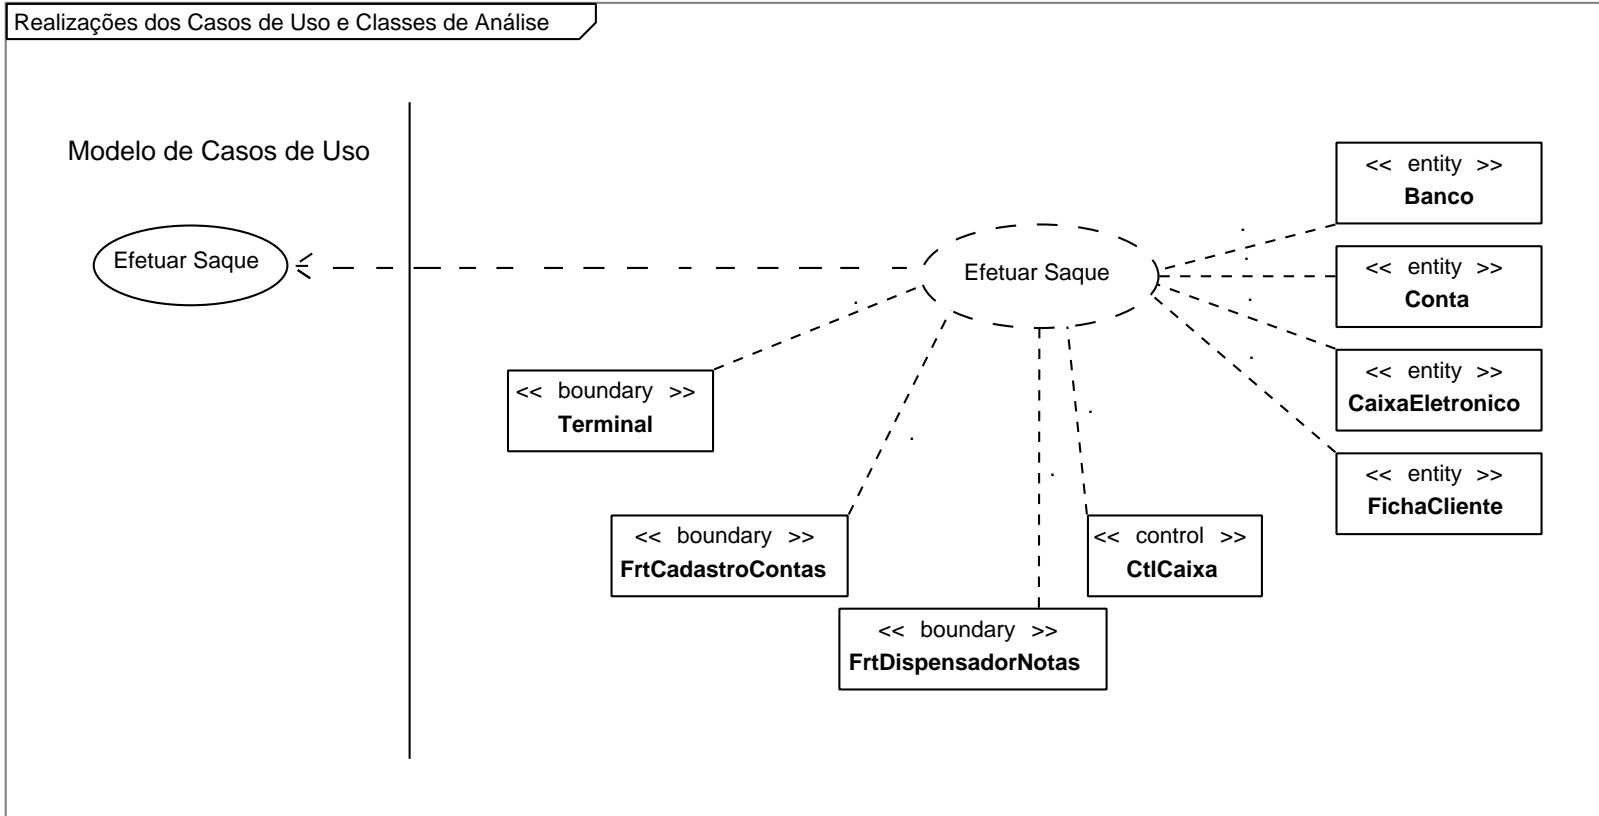 Realizações dos Casos de Uso e Classes de Análise
Modelo de Casos de Uso
Efetuar Saque
Efetuar Saque
<< entity >>
Banco
<< entity >>
Conta
<< entity >>
CaixaEletronico
<< entity >>
FichaCliente
<< boundary >>
Terminal
<< boundary >>
FrtCadastroContas
<< control >>
CtlCaixa
<< boundary >>
FrtDispensadorNotas